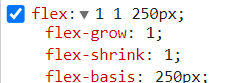 flex:▼ 1 1 250px;
flex-grow: 1;
flex-shrink: 1;
flex-basis: 250px;